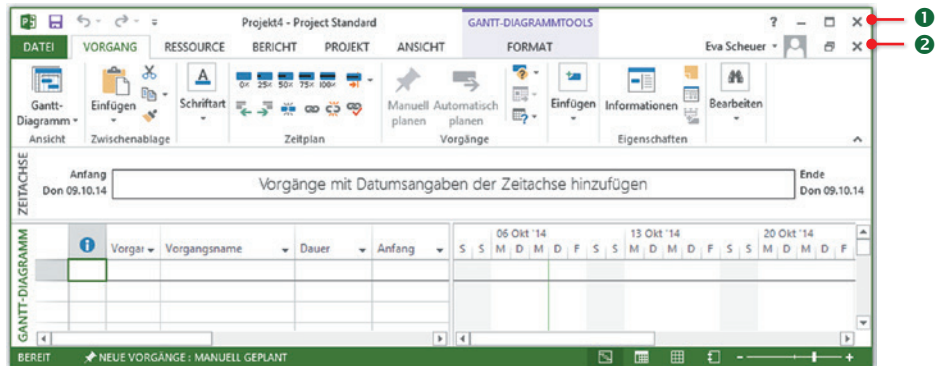 Projekt4 - Project Standard GANTT-DIAGRAMMTOOLS ? 1
DATEI VORGANG RESSOURCE BERICHT PROJEKT ANSICHT FORMAT Eva Scheuer 2
0× 25× 50× 75× 100×
Gantt-Diagramm
Einfügen
Schriftart
Manuell planen
Automatisch planen
Einfügen
Informationen
Bearbeiten
Ansicht Zwischenablage Zeitplan Vorgänge Eigenschaften
ZEITACHSE
Anfang
Don 09.10.14
Vorgänge mit Datumsangaben der Zeitachse hinzufügen
Ende
Don 09.10.14
GANTT-DIAGRAMM
06 Okt '14 13 Okt '14 20 Okt '14
Vorgar Vorgangsname Dauer Anfang S S M D M D F S S M D M D F S S M D M D F
BEREIT NEUE VORGÄNGE : MANUELL GEPLANT